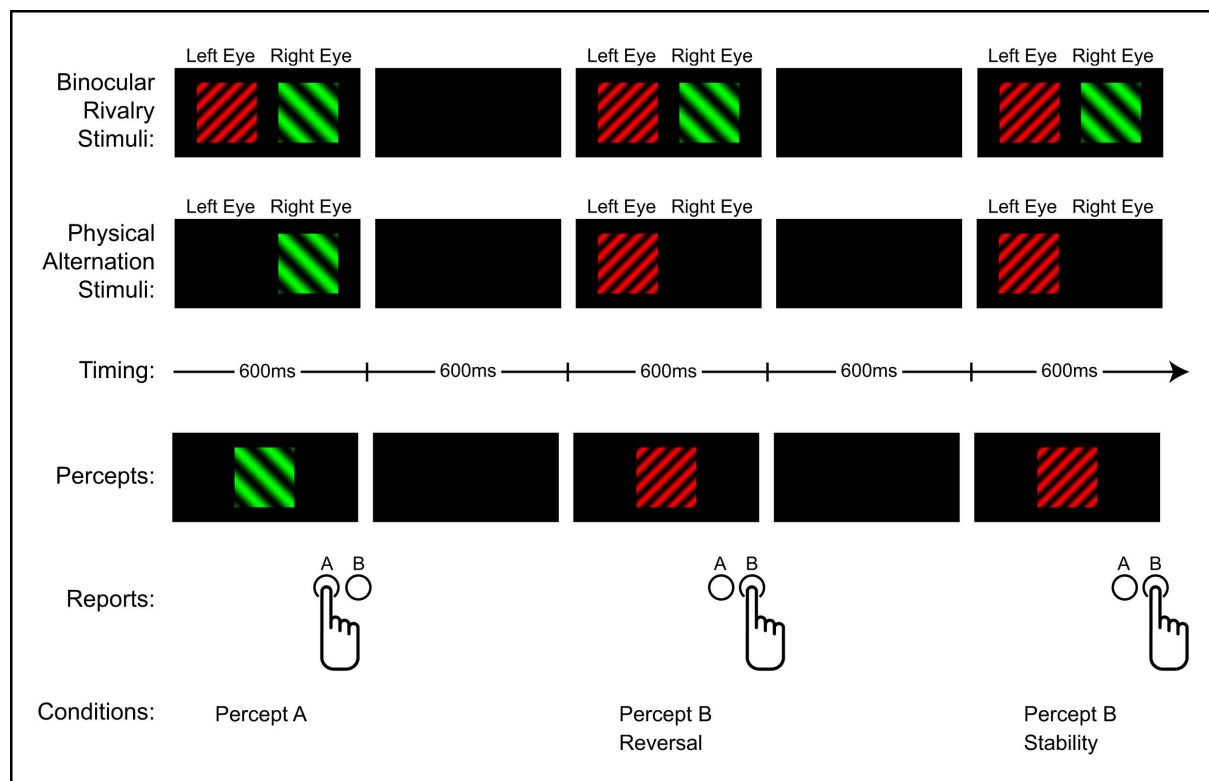 Left Eye Right Eye Left Eye Right Eye Left Eye Right Eye
Binocular
Rivalry
Stimuli:
Left Eye Right Eye Left Eye Right Eye Left Eye Right Eye
Physical
Alternation
Stimuli:
Timing: 600ms 600ms 600ms 600ms 600ms
Percepts:
A B A B A B
Reports:
Conditions: Percept A Percept B Percept B
Reversal Stability